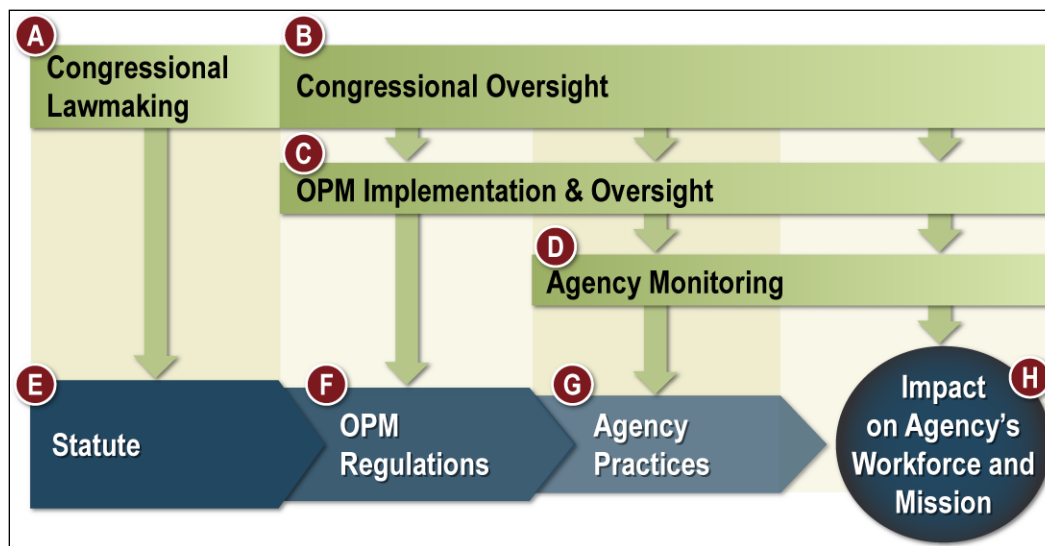 A
Congressional
Lawmaking
B
Congressional Oversight
C
OPM Implementation & Oversight
D
Agency Monitoring
E
Statute
F
OPM
Regulations
G
Agency
Practices
H
Impact
on Agency's
Workforce and
Mission